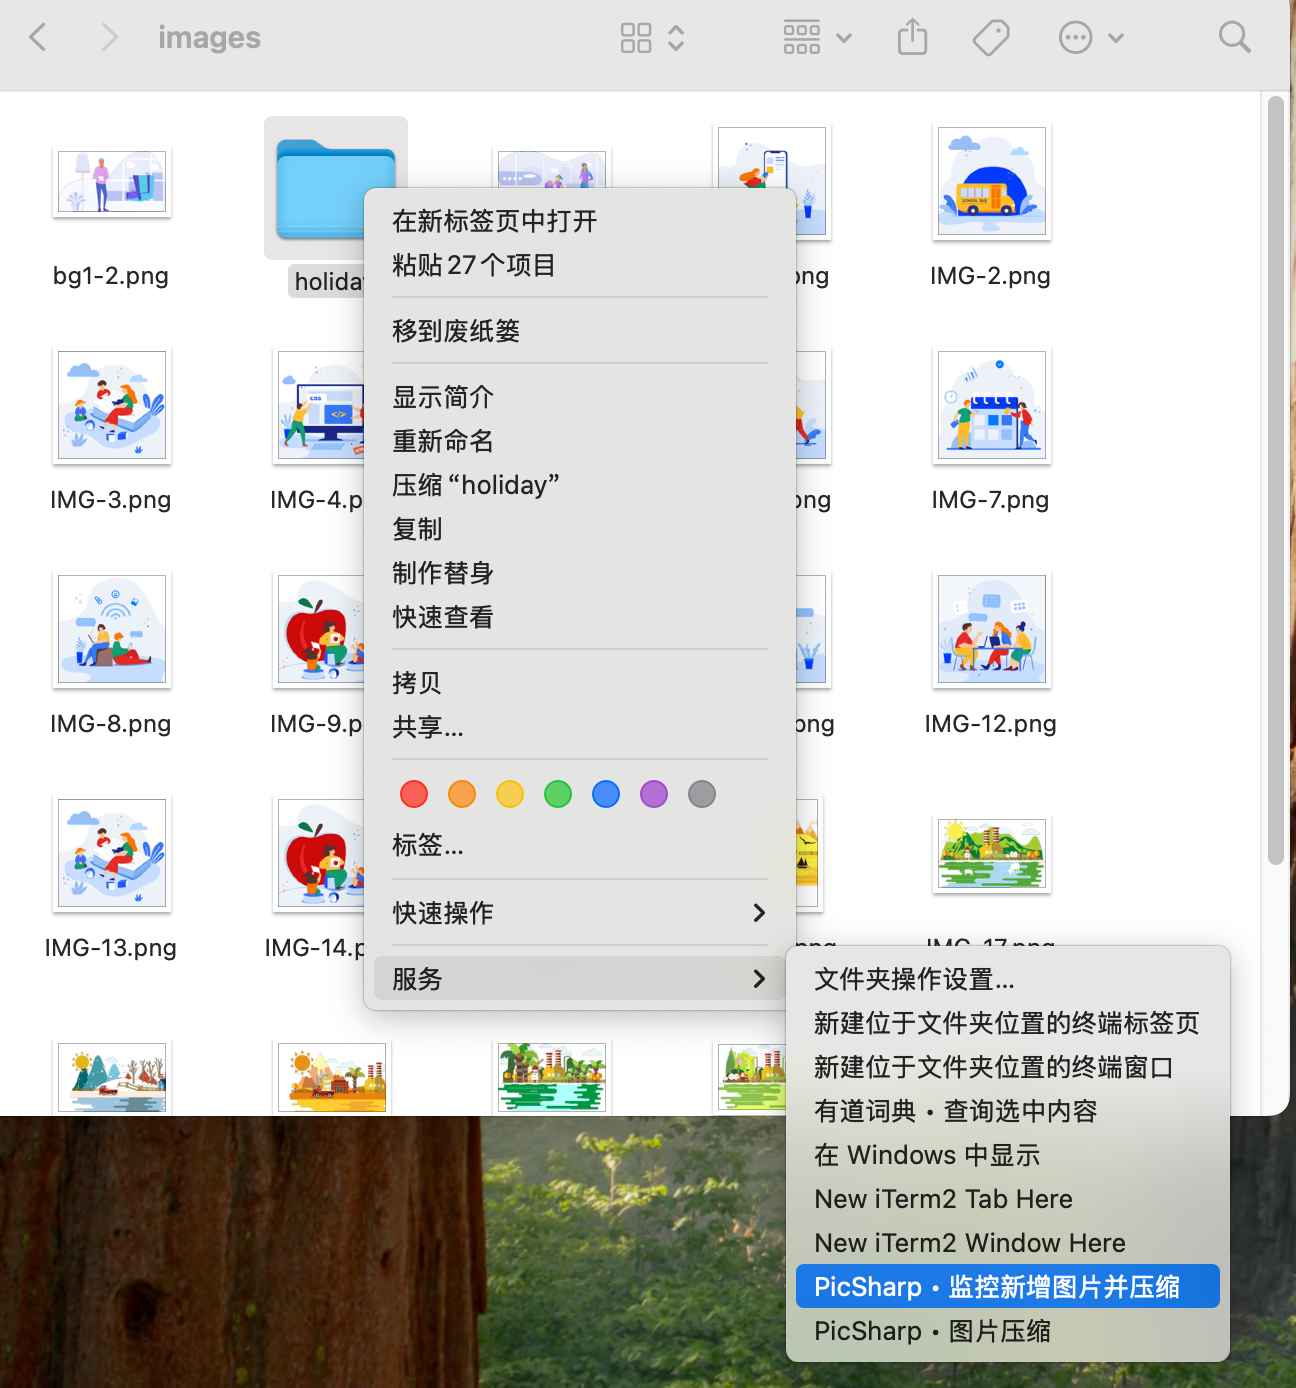 images
bg1-2.png
holiday
png
IMG-2.png
IMG-3.png
IMG-4.p
png
IMG-7.png
IMG-8.png
IMG-9.p
png
IMG-12.png
IMG-13.png
IMG-14.p
png
IMG-17.png
SCHOOL BUS
CSS
</>
在新标签页中打开
粘贴 27 个项目
移到废纸篓
显示简介
重新命名
压缩 “holiday”
复制
制作替身
快速查看
拷贝
共享...
标签...
快速操作
服务
文件夹操作设置...
新建位于文件夹位置的终端标签页
新建位于文件夹位置的终端窗口
有道词典 • 查询选中内容
在 Windows 中显示
New iTerm2 Tab Here
New iTerm2 Window Here
PicSharp • 监控新增图片并压缩
PicSharp • 图片压缩